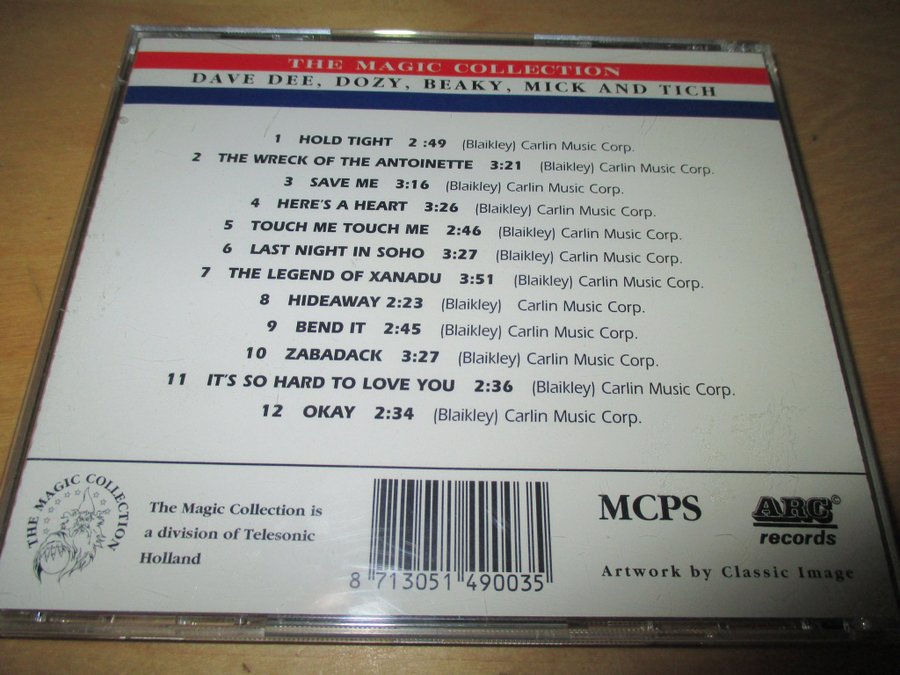 THE MAGIC COLLECTION
DAVE DEE, DOZY, BEAKY, MICK AND TICH
1 HOLD TIGHT 2 :49 (Blaikley) Carlin Music Corp.
2 THE WRECK OF THE ANTOINETTE 3:21 (Blaikley) Carlin Music Corp.
3 SAVE ME 3:16 (Blaikley) Carlin Music Corp.
4 HERE'S A HEART 3:26 (Blaikley) Carlin Music Corp.
5 TOUCH ME TOUCH ME 2:46 (Blaikley) Carlin Music Corp.
6 LAST NIGHT IN SOHO 3:27 (Blaikley) Carlin Music Corp.
7 THE LEGEND OF XANADU 3:51 (Blaikley) Carlin Music Corp.
8 HIDEAWAY 2:23 (Blaikley) Carlin Music Corp.
9 BEND IT 2:45 (Blaikley) Carlin Music Corp.
10 ZABADACK 3:27 (Blaikley) Carlin Music Corp.
11 IT'S SO HARD TO LOVE YOU 2:36 (Blaikley) Carlin Music Corp.
12 OKAY 2:34 (Blaikley) Carlin Music Corp.
THE MAGIC COLLECTION
The Magic Collection is
a division of Telesonic
Holland
8 713051 490035
MCPS
ARC©
records
Artwork by Classic Image